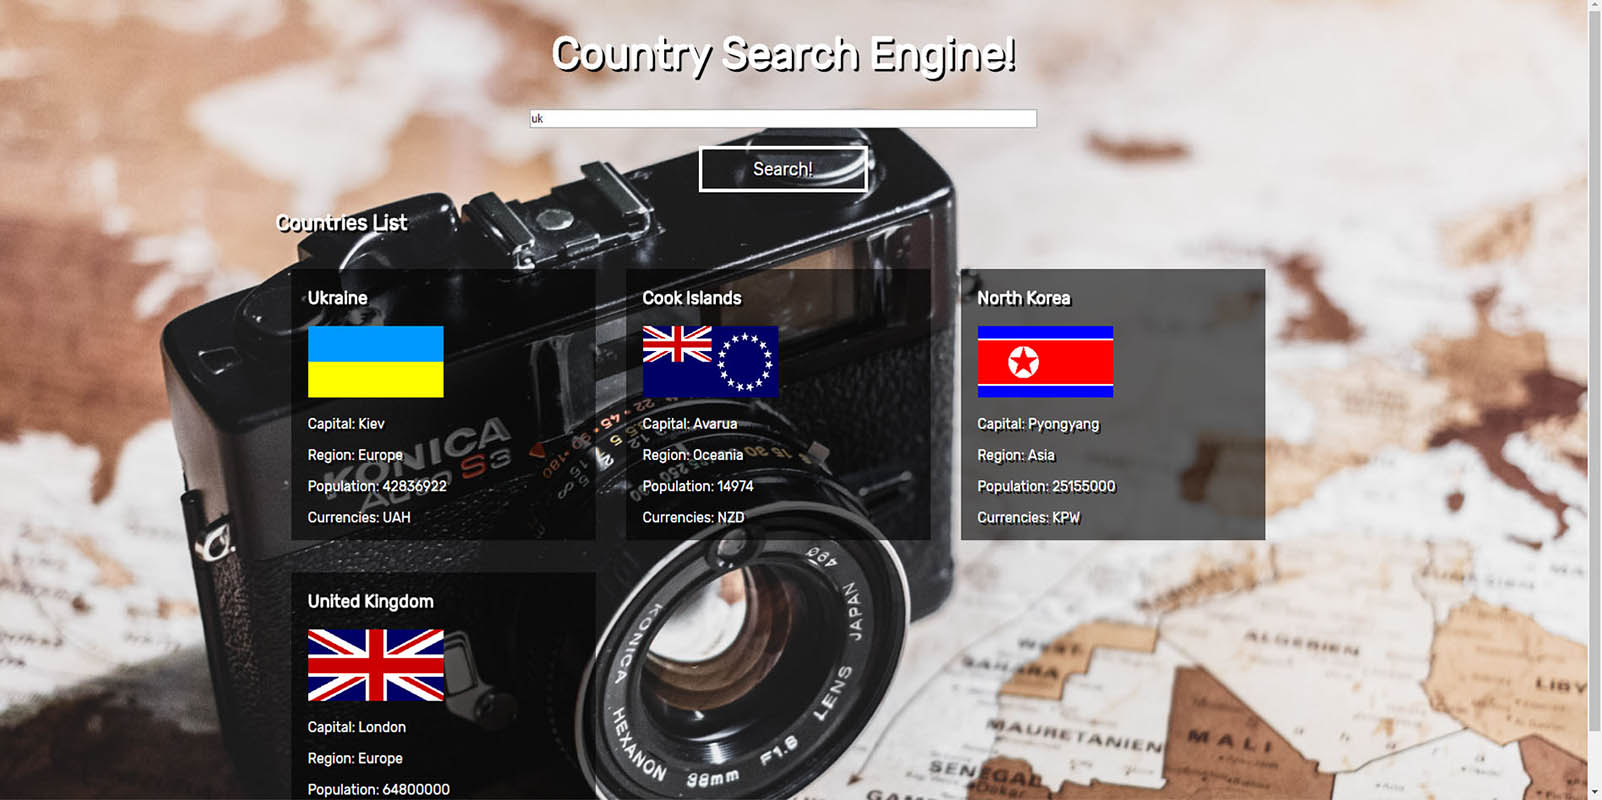 Country Search Engine!
uk
Search!
Countries List
Ukraine
Capital: Kiev
Region: Europe
Population: 42836922
Currencies: UAH
Cook Islands
Capital: Avarua
Region: Oceania
Population: 14974
Currencies: NZD
North Korea
Capital: Pyongyang
Region: Asia
Population: 25155000
Currencies: KPW
United Kingdom
Capital: London
Region: Europe
Population: 64800000
KONICA
AUTO S3
KONICA HEXANON 38mm F1.8 LENS JAPAN
WEST-
SAHARA
ALGERIEN
MAURETANIEN
MALI
SENEGAL
Dakar